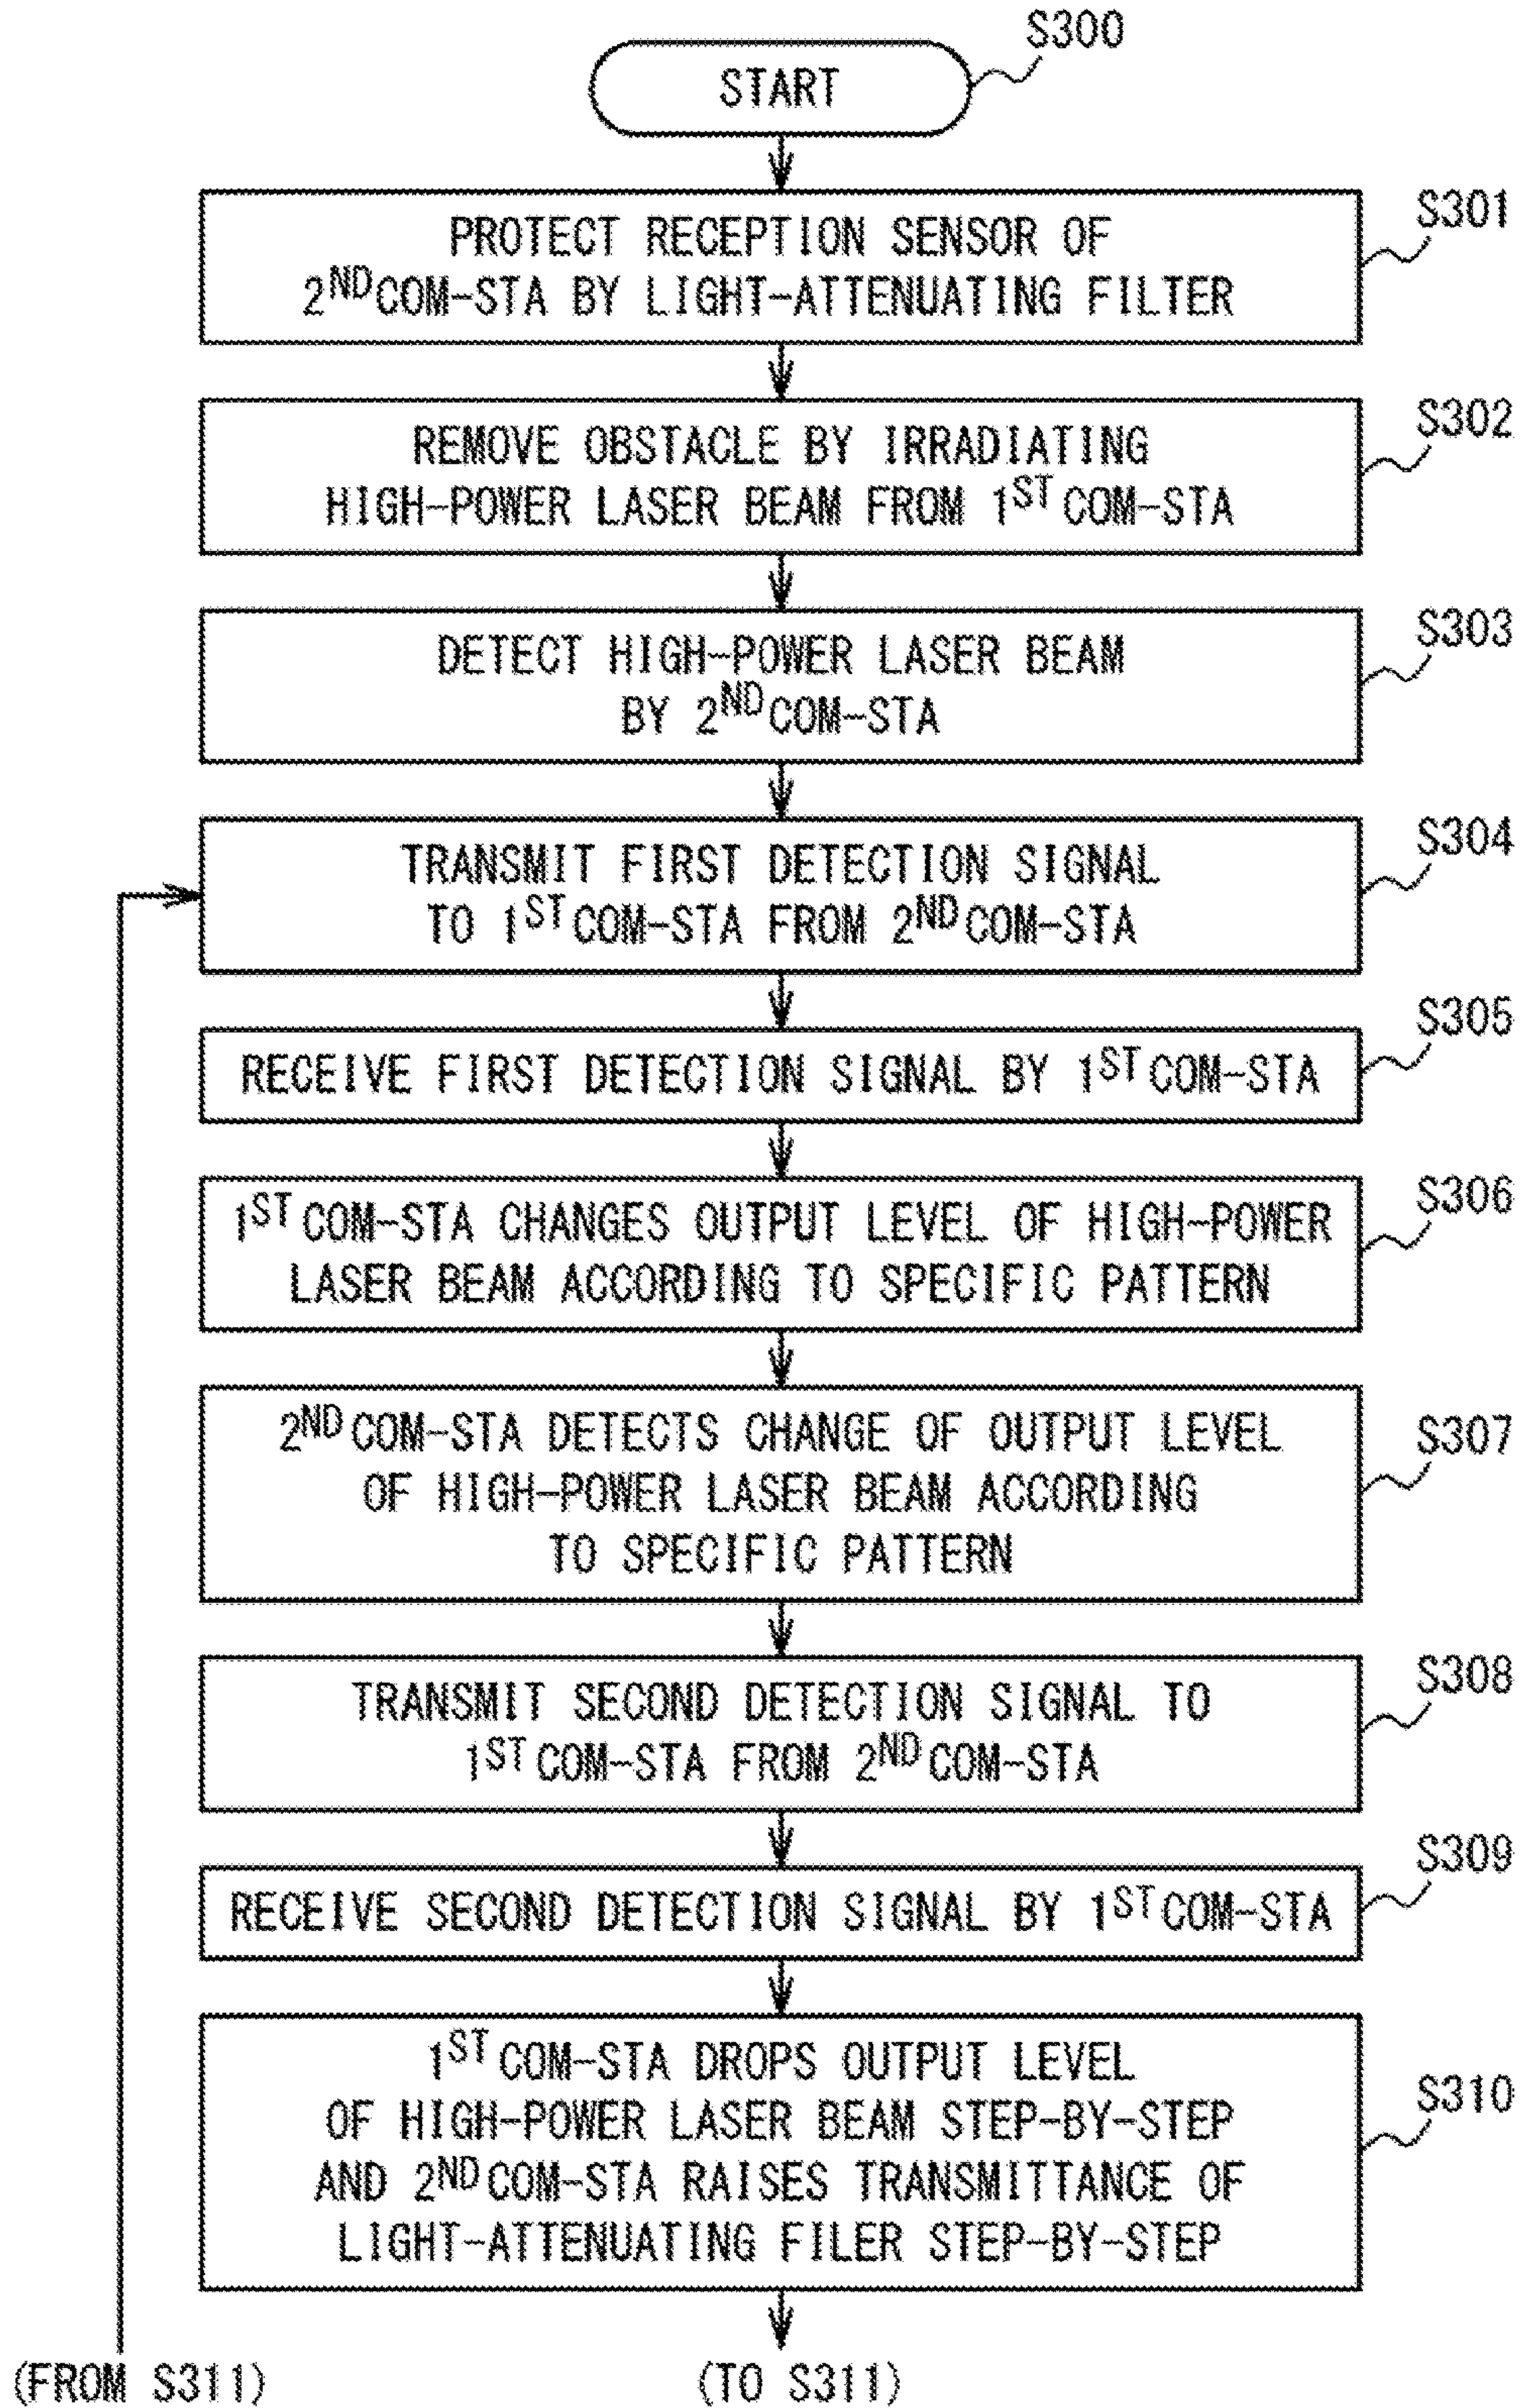 S300
START
S301
PROTECT RECEPTION SENSOR OF
2ND COM-STA BY LIGHT-ATTENUATING FILTER
S302
REMOVE OBSTACLE BY IRRADIATING
HIGH-POWER LASER BEAM FROM 1ST COM-STA
S303
DETECT HIGH-POWER LASER BEAM
BY 2ND COM-STA
S304
TRANSMIT FIRST DETECTION SIGNAL
TO 1ST COM-STA FROM 2ND COM-STA
S305
RECEIVE FIRST DETECTION SIGNAL BY 1ST COM-STA
S306
1ST COM-STA CHANGES OUTPUT LEVEL OF HIGH-POWER
LASER BEAM ACCORDING TO SPECIFIC PATTERN
S307
2ND COM-STA DETECTS CHANGE OF OUTPUT LEVEL
OF HIGH-POWER LASER BEAM ACCORDING
TO SPECIFIC PATTERN
S308
TRANSMIT SECOND DETECTION SIGNAL TO
1ST COM-STA FROM 2ND COM-STA
S309
RECEIVE SECOND DETECTION SIGNAL BY 1ST COM-STA
S310
1ST COM-STA DROPS OUTPUT LEVEL
OF HIGH-POWER LASER BEAM STEP-BY-STEP
AND 2ND COM-STA RAISES TRANSMITTANCE OF
LIGHT-ATTENUATING FILER STEP-BY-STEP
(FROM S311)
(TO S311)